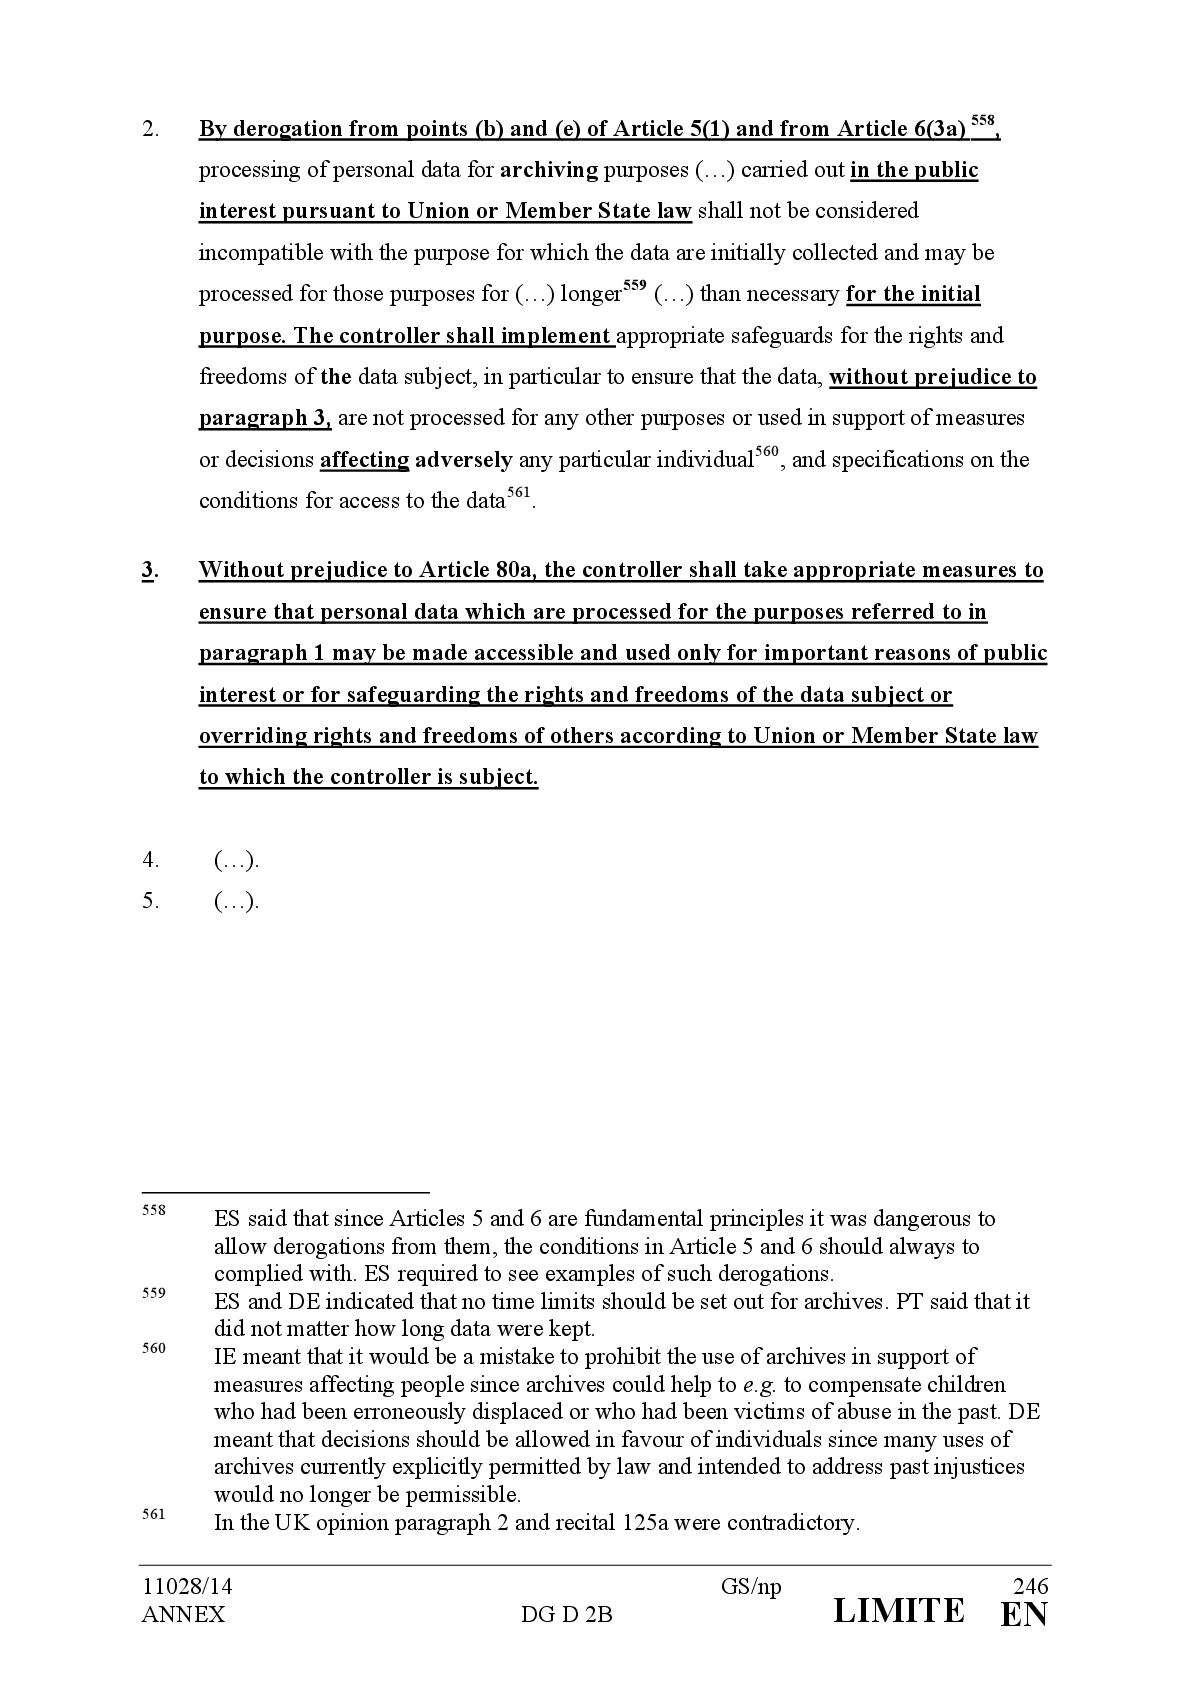 2. By derogation from points (b) and (e) of Article 5(1) and from Article 6(3a) 558,
processing of personal data for archiving purposes (…) carried out in the public
interest pursuant to Union or Member State law shall not be considered
incompatible with the purpose for which the data are initially collected and may be
processed for those purposes for (…) longer559 (…) than necessary for the initial
purpose. The controller shall implement appropriate safeguards for the rights and
freedoms of the data subject, in particular to ensure that the data, without prejudice to
paragraph 3, are not processed for any other purposes or used in support of measures
or decisions affecting adversely any particular individual560, and specifications on the
conditions for access to the data561.
3. Without prejudice to Article 80a, the controller shall take appropriate measures to
ensure that personal data which are processed for the purposes referred to in
paragraph 1 may be made accessible and used only for important reasons of public
interest or for safeguarding the rights and freedoms of the data subject or
overriding rights and freedoms of others according to Union or Member State law
to which the controller is subject.
4. (…).
5. (…).
558 ES said that since Articles 5 and 6 are fundamental principles it was dangerous to
allow derogations from them, the conditions in Article 5 and 6 should always to
complied with. ES required to see examples of such derogations.
559 ES and DE indicated that no time limits should be set out for archives. PT said that it
did not matter how long data were kept.
560 IE meant that it would be a mistake to prohibit the use of archives in support of
measures affecting people since archives could help to e.g. to compensate children
who had been erroneously displaced or who had been victims of abuse in the past. DE
meant that decisions should be allowed in favour of individuals since many uses of
archives currently explicitly permitted by law and intended to address past injustices
would no longer be permissible.
561 In the UK opinion paragraph 2 and recital 125a were contradictory.
11028/14 GS/np 246
ANNEX DG D 2B LIMITE EN